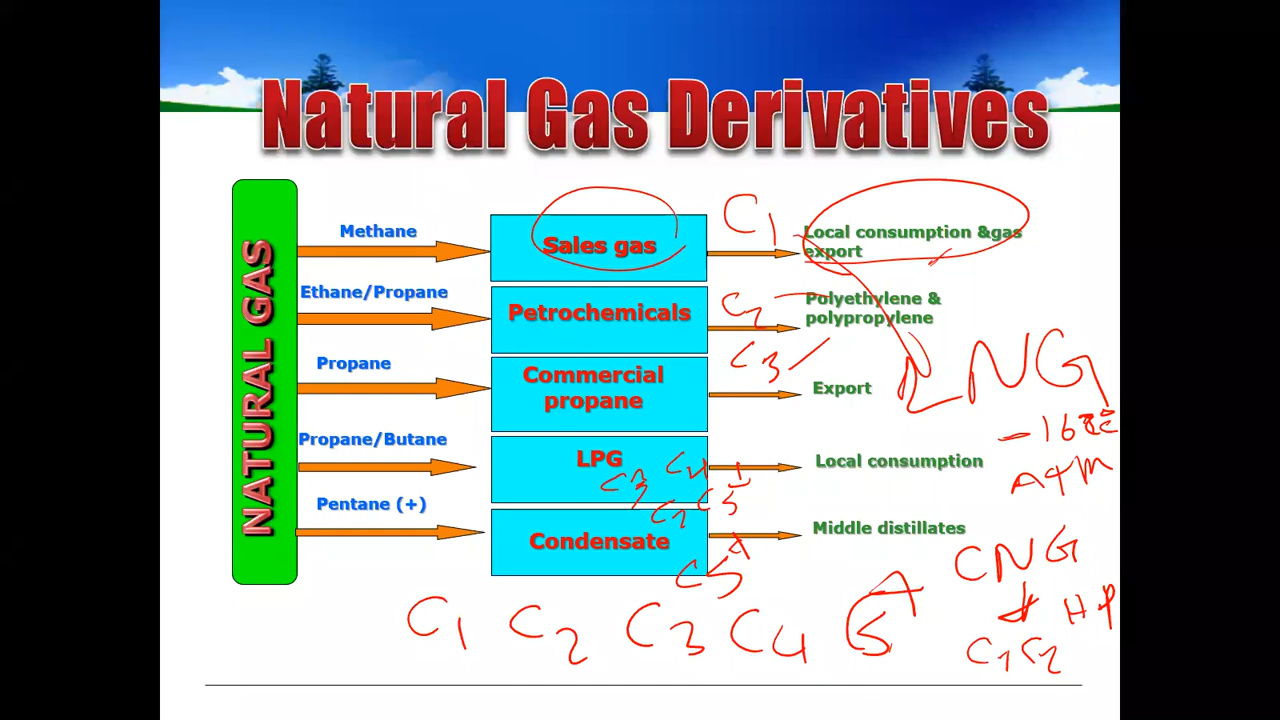 Natural Gas Derivatives
NATURAL GAS
Methane
Sales gas
C1
Local consumption &gas
export
Ethane/Propane
Petrochemicals
C2
Polyethylene &
polypropylene
Propane
Commercial
propane
C3
Export
LNG
Propane/Butane
LPG
C3 C4
C2 C5+
Local consumption
ATM
Pentane (+)
Condensate
C5+
Middle distillates
CNG
HP
C1 C2
C1 C2 C3 C4